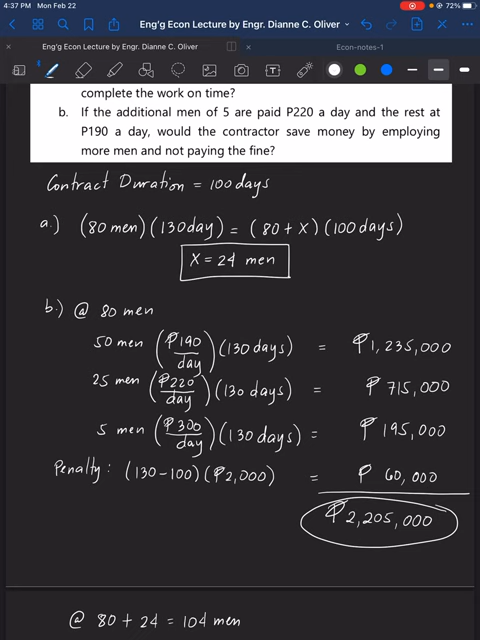 4:37 PM Mon Feb 22
72%
Eng'g Econ Lecture by Engr. Dianne C. Oliver
Eng'g Econ Lecture by Engr. Dianne C. Oliver
Econ-notes-1
complete the work on time?
b. If the additional men of 5 are paid P220 a day and the rest at
P190 a day, would the contractor save money by employing
more men and not paying the fine?
Contract Duration = 100 days
a.) (80 men)(130 day) = (80 + X)(100 days)
X = 24 men
b.) @ 80 men
50 men (₱190/day)(130 days) = ₱1,235,000
25 men (₱220/day)(130 days) = ₱ 715,000
5 men (₱300/day)(130 days) = ₱ 195,000
Penalty: (130-100)(₱2,000) = ₱ 60,000
₱2,205,000
@ 80 + 24 = 104 men